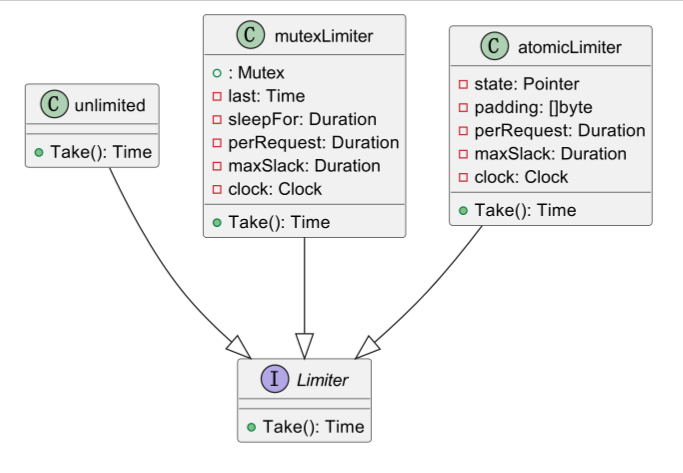 C unlimited
Take(): Time
C mutexLimiter
: Mutex
last: Time
sleepFor: Duration
perRequest: Duration
maxSlack: Duration
clock: Clock
Take(): Time
C atomicLimiter
state: Pointer
padding: []byte
perRequest: Duration
maxSlack: Duration
clock: Clock
Take(): Time
I Limiter
Take(): Time